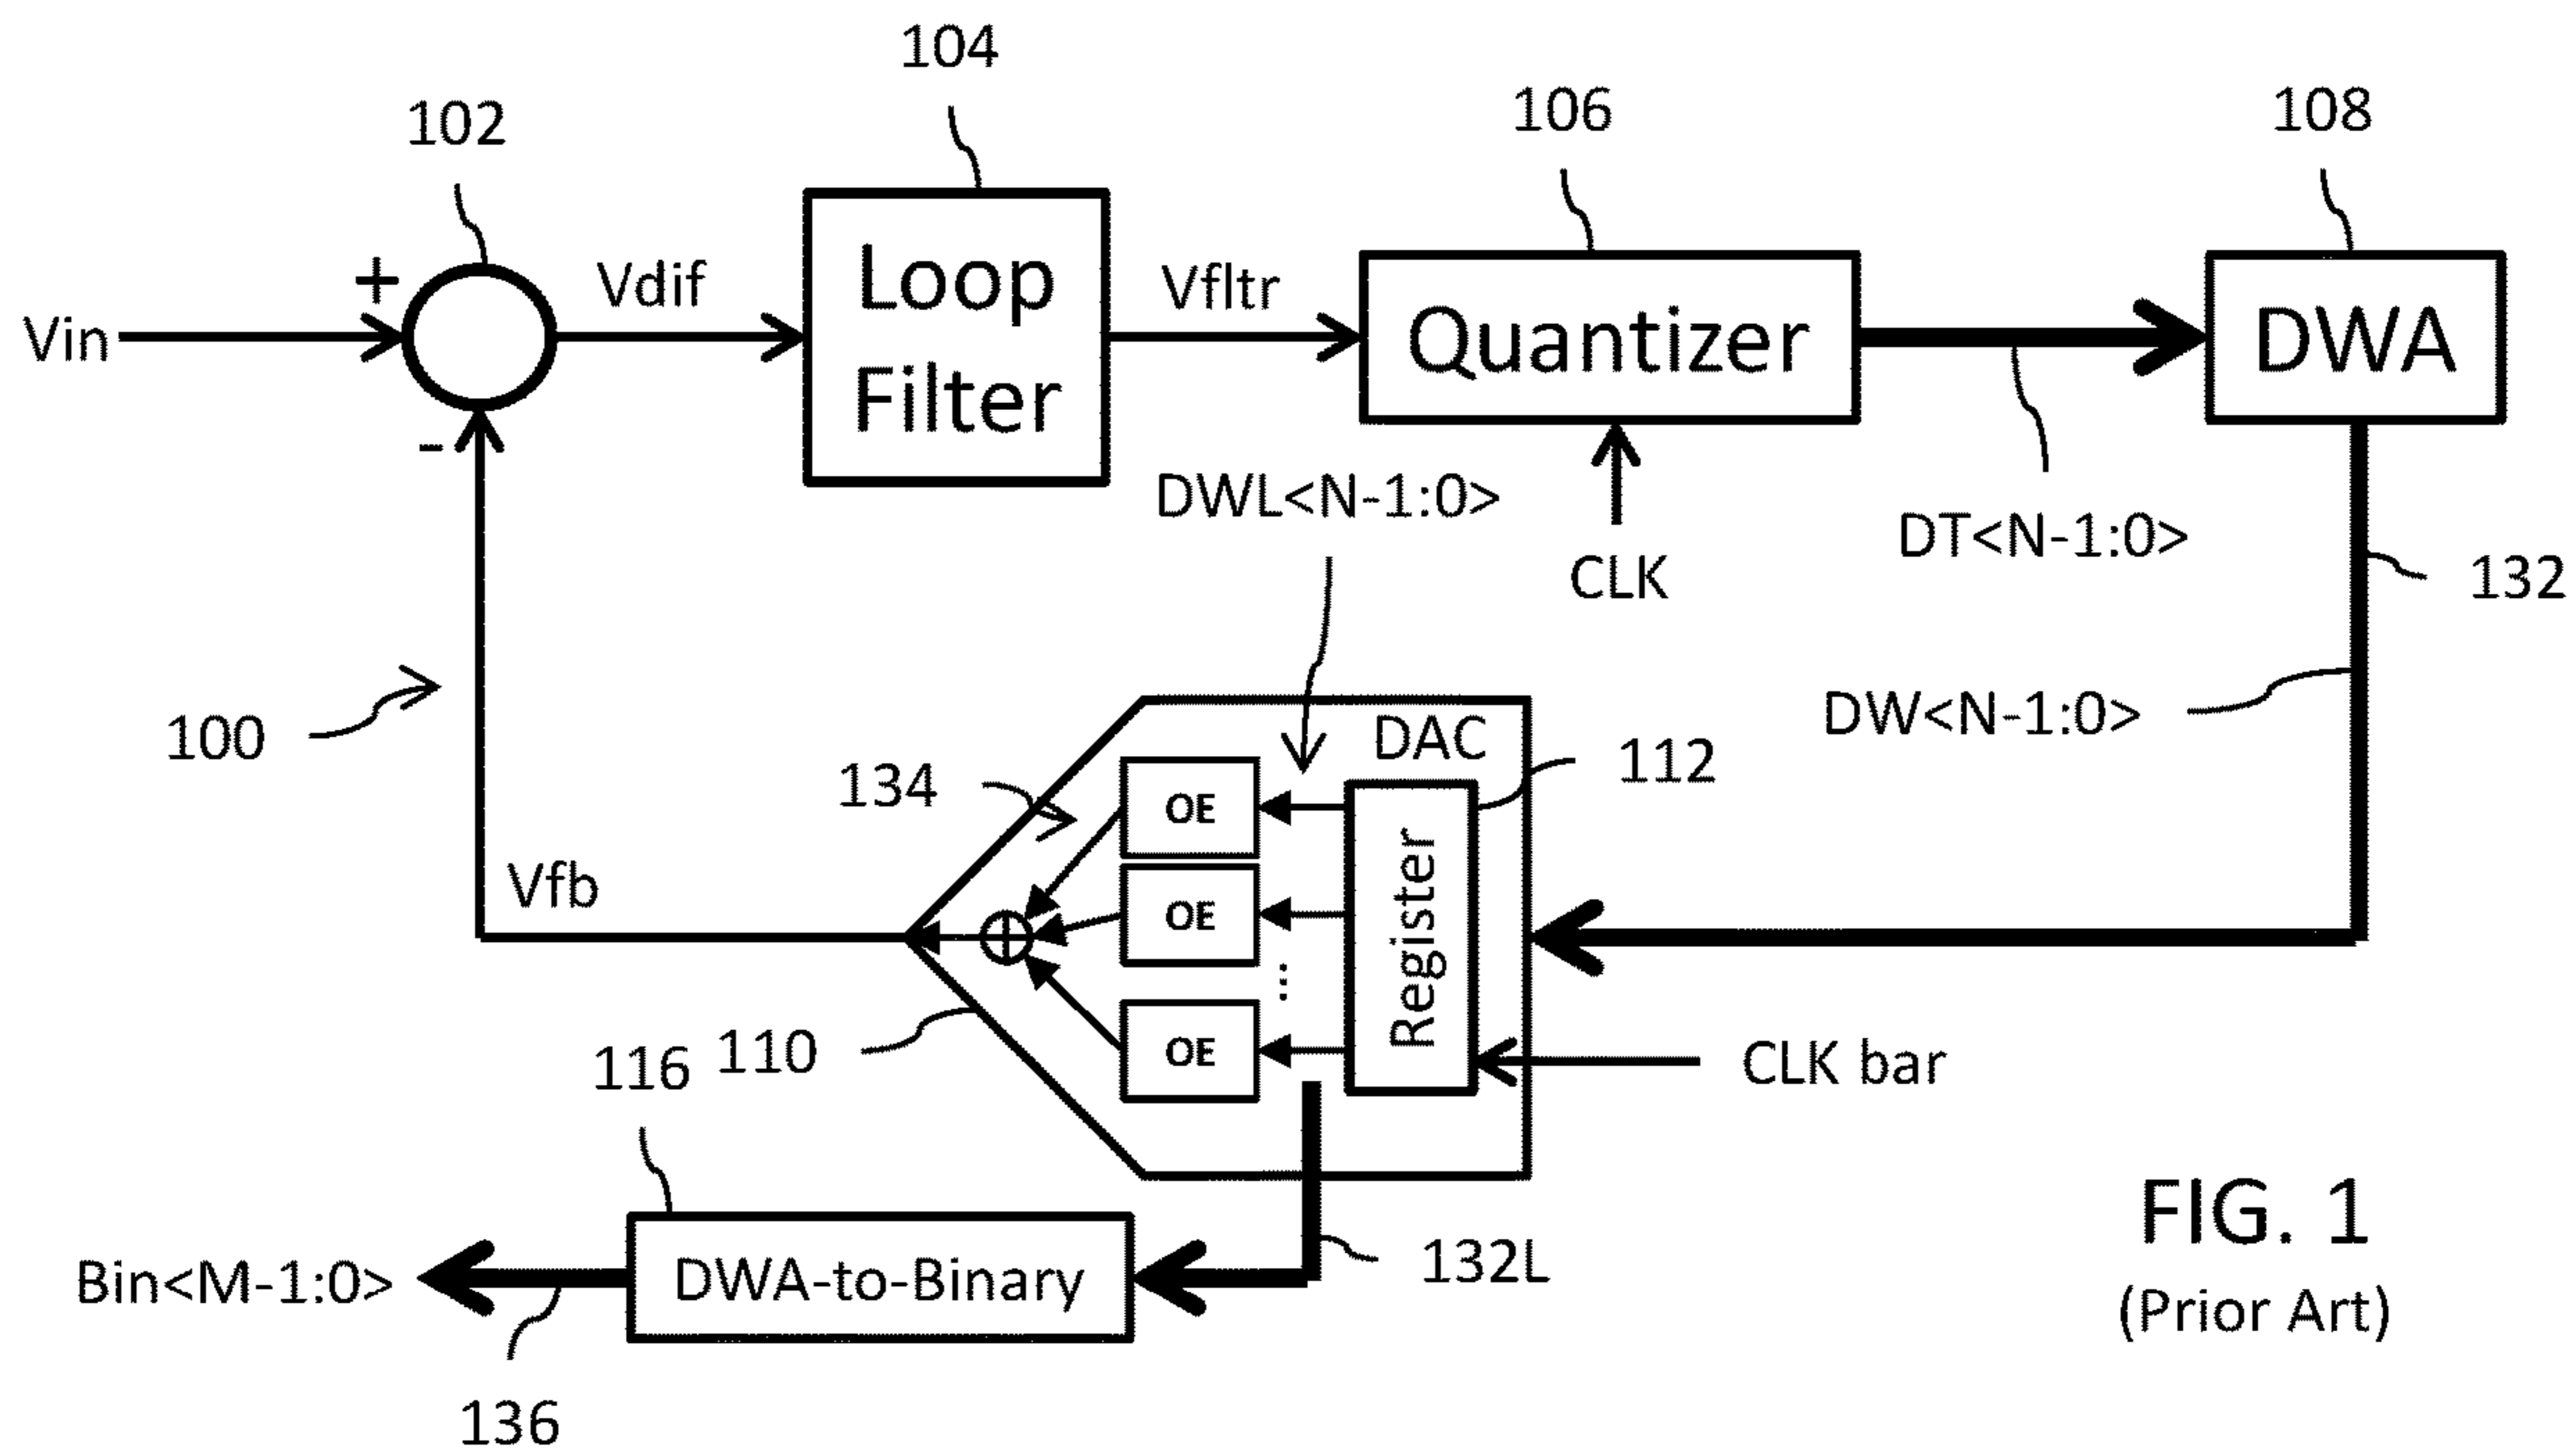 104
102
106
108
+
Vin
Vdif
Loop
Filter
Vfltr
Quantizer
DWA
-
DWL<N-1:0>
CLK
DT<N-1:0>
132
100
DW<N-1:0>
134
DAC
112
OE
OE
...
OE
Register
Vfb
110
116
CLK bar
Bin<M-1:0>
DWA-to-Binary
132L
136
FIG. 1
(Prior Art)